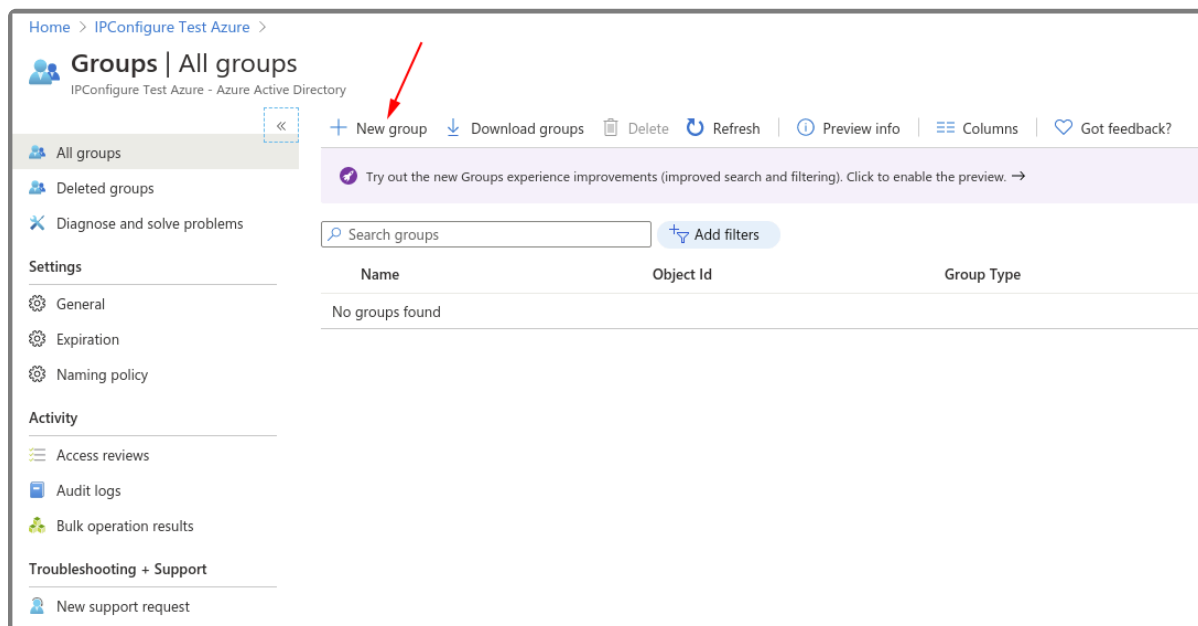 Home > IPConfigure Test Azure >
Groups | All groups
IPConfigure Test Azure - Azure Active Directory
«
All groups
Deleted groups
Diagnose and solve problems
Settings
General
Expiration
Naming policy
Activity
Access reviews
Audit logs
Bulk operation results
Troubleshooting + Support
New support request
New group Download groups Delete Refresh Preview info Columns Got feedback?
Try out the new Groups experience improvements (improved search and filtering). Click to enable the preview. →
Search groups Add filters
Name Object Id Group Type
No groups found